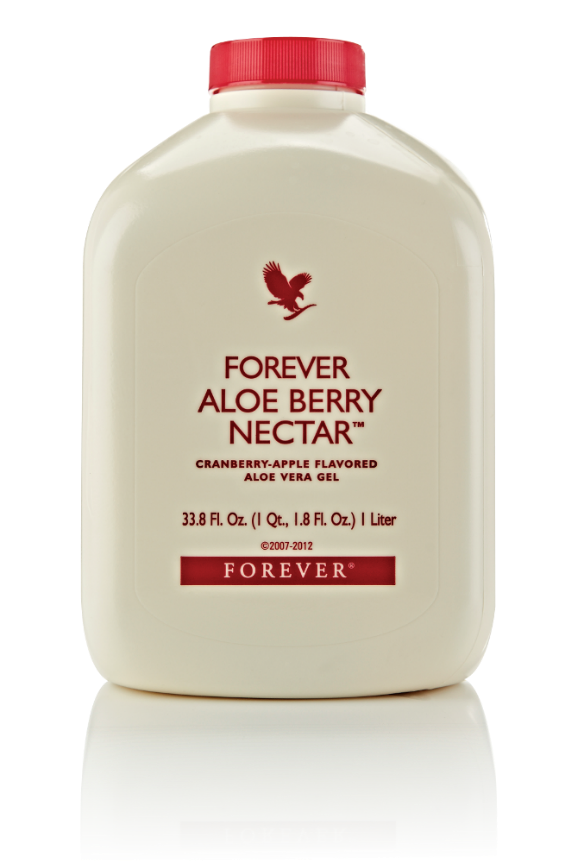 FOREVER
ALOE BERRY
NECTAR™
CRANBERRY-APPLE FLAVORED
ALOE VERA GEL
33.8 Fl. Oz. (1 Qt., 1.8 Fl. Oz.) 1 Liter
©2007-2012
FOREVER®